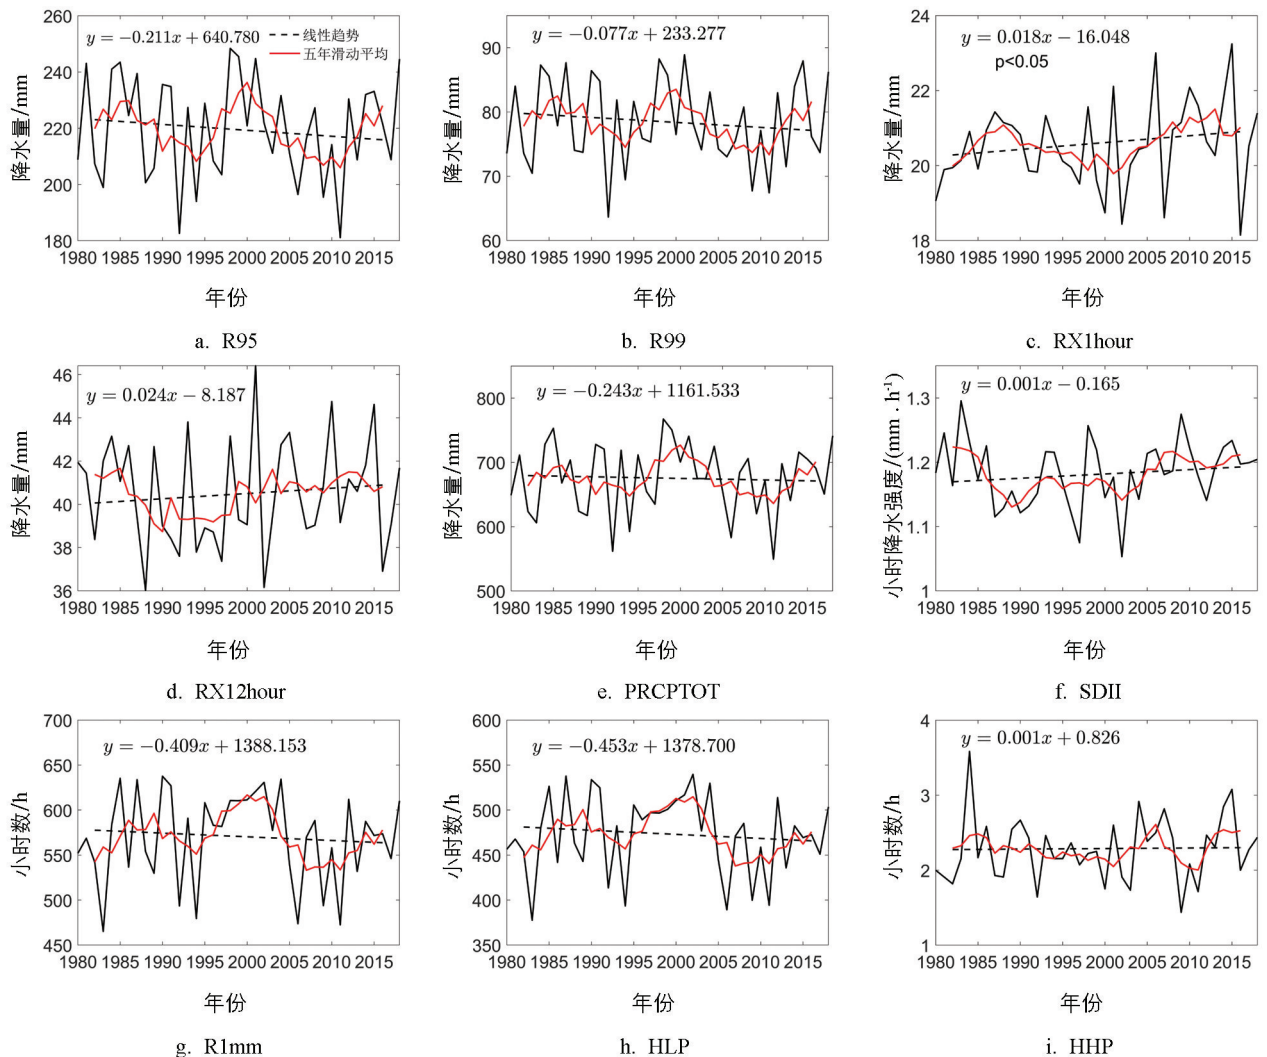 260
240
220
200
180
降水量/mm
y = −0.211x + 640.780
线性趋势
五年滑动平均
1980 1985 1990 1995 2000 2005 2010 2015
年份
a. R95
90
80
70
60
降水量/mm
y = −0.077x + 233.277
1980 1985 1990 1995 2000 2005 2010 2015
年份
b. R99
24
22
20
18
降水量/mm
y = 0.018x − 16.048
p<0.05
1980 1985 1990 1995 2000 2005 2010 2015
年份
c. RX1hour
46
44
42
40
38
36
降水量/mm
y = 0.024x − 8.187
1980 1985 1990 1995 2000 2005 2010 2015
年份
d. RX12hour
800
700
600
500
降水量/mm
y = −0.243x + 1161.533
1980 1985 1990 1995 2000 2005 2010 2015
年份
e. PRCPTOT
1.3
1.2
1.1
1
小时降水强度/(mm . h⁻¹)
y = 0.001x − 0.165
1980 1985 1990 1995 2000 2005 2010 2015
年份
f. SDII
700
650
600
550
500
450
小时数/h
y = −0.409x + 1388.153
1980 1985 1990 1995 2000 2005 2010 2015
年份
g. R1mm
600
550
500
450
400
350
小时数/h
y = −0.453x + 1378.700
1980 1985 1990 1995 2000 2005 2010 2015
年份
h. HLP
4
3
2
1
小时数/h
y = 0.001x + 0.826
1980 1985 1990 1995 2000 2005 2010 2015
年份
i. HHP